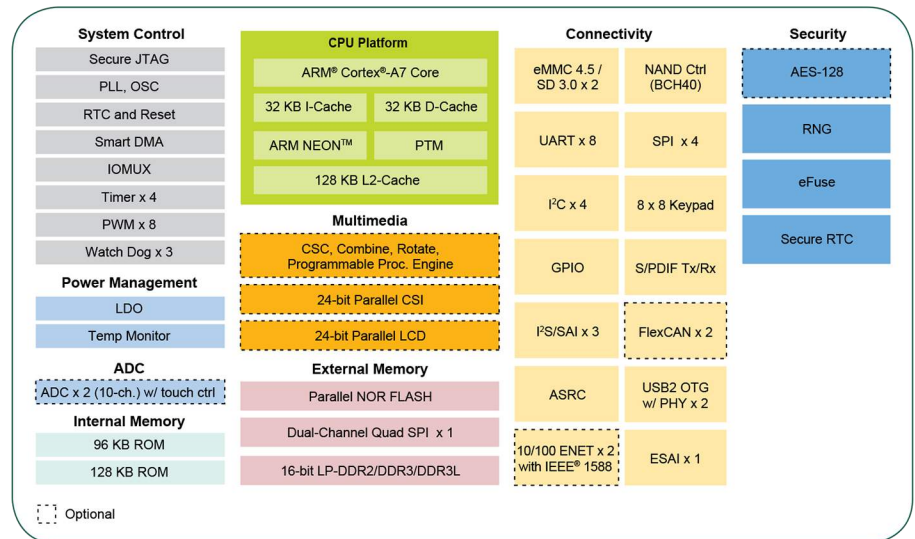 System Control
Secure JTAG
PLL, OSC
RTC and Reset
Smart DMA
IOMUX
Timer x 4
PWM x 8
Watch Dog x 3
Power Management
LDO
Temp Monitor
ADC
ADC x 2 (10-ch.) w/ touch ctrl
Internal Memory
96 KB ROM
128 KB ROM
Optional
CPU Platform
ARM® Cortex®-A7 Core
32 KB I-Cache
32 KB D-Cache
ARM NEON™
PTM
128 KB L2-Cache
Multimedia
CSC, Combine, Rotate,
Programmable Proc. Engine
24-bit Parallel CSI
24-bit Parallel LCD
External Memory
Parallel NOR FLASH
Dual-Channel Quad SPI x 1
16-bit LP-DDR2/DDR3/DDR3L
Connectivity
eMMC 4.5 /
SD 3.0 x 2
NAND Ctrl
(BCH40)
UART x 8
SPI x 4
I²C x 4
8 x 8 Keypad
GPIO
S/PDIF Tx/Rx
I²S/SAI x 3
FlexCAN x 2
ASRC
USB2 OTG
w/ PHY x 2
10/100 ENET x 2
with IEEE® 1588
ESAI x 1
Security
AES-128
RNG
eFuse
Secure RTC